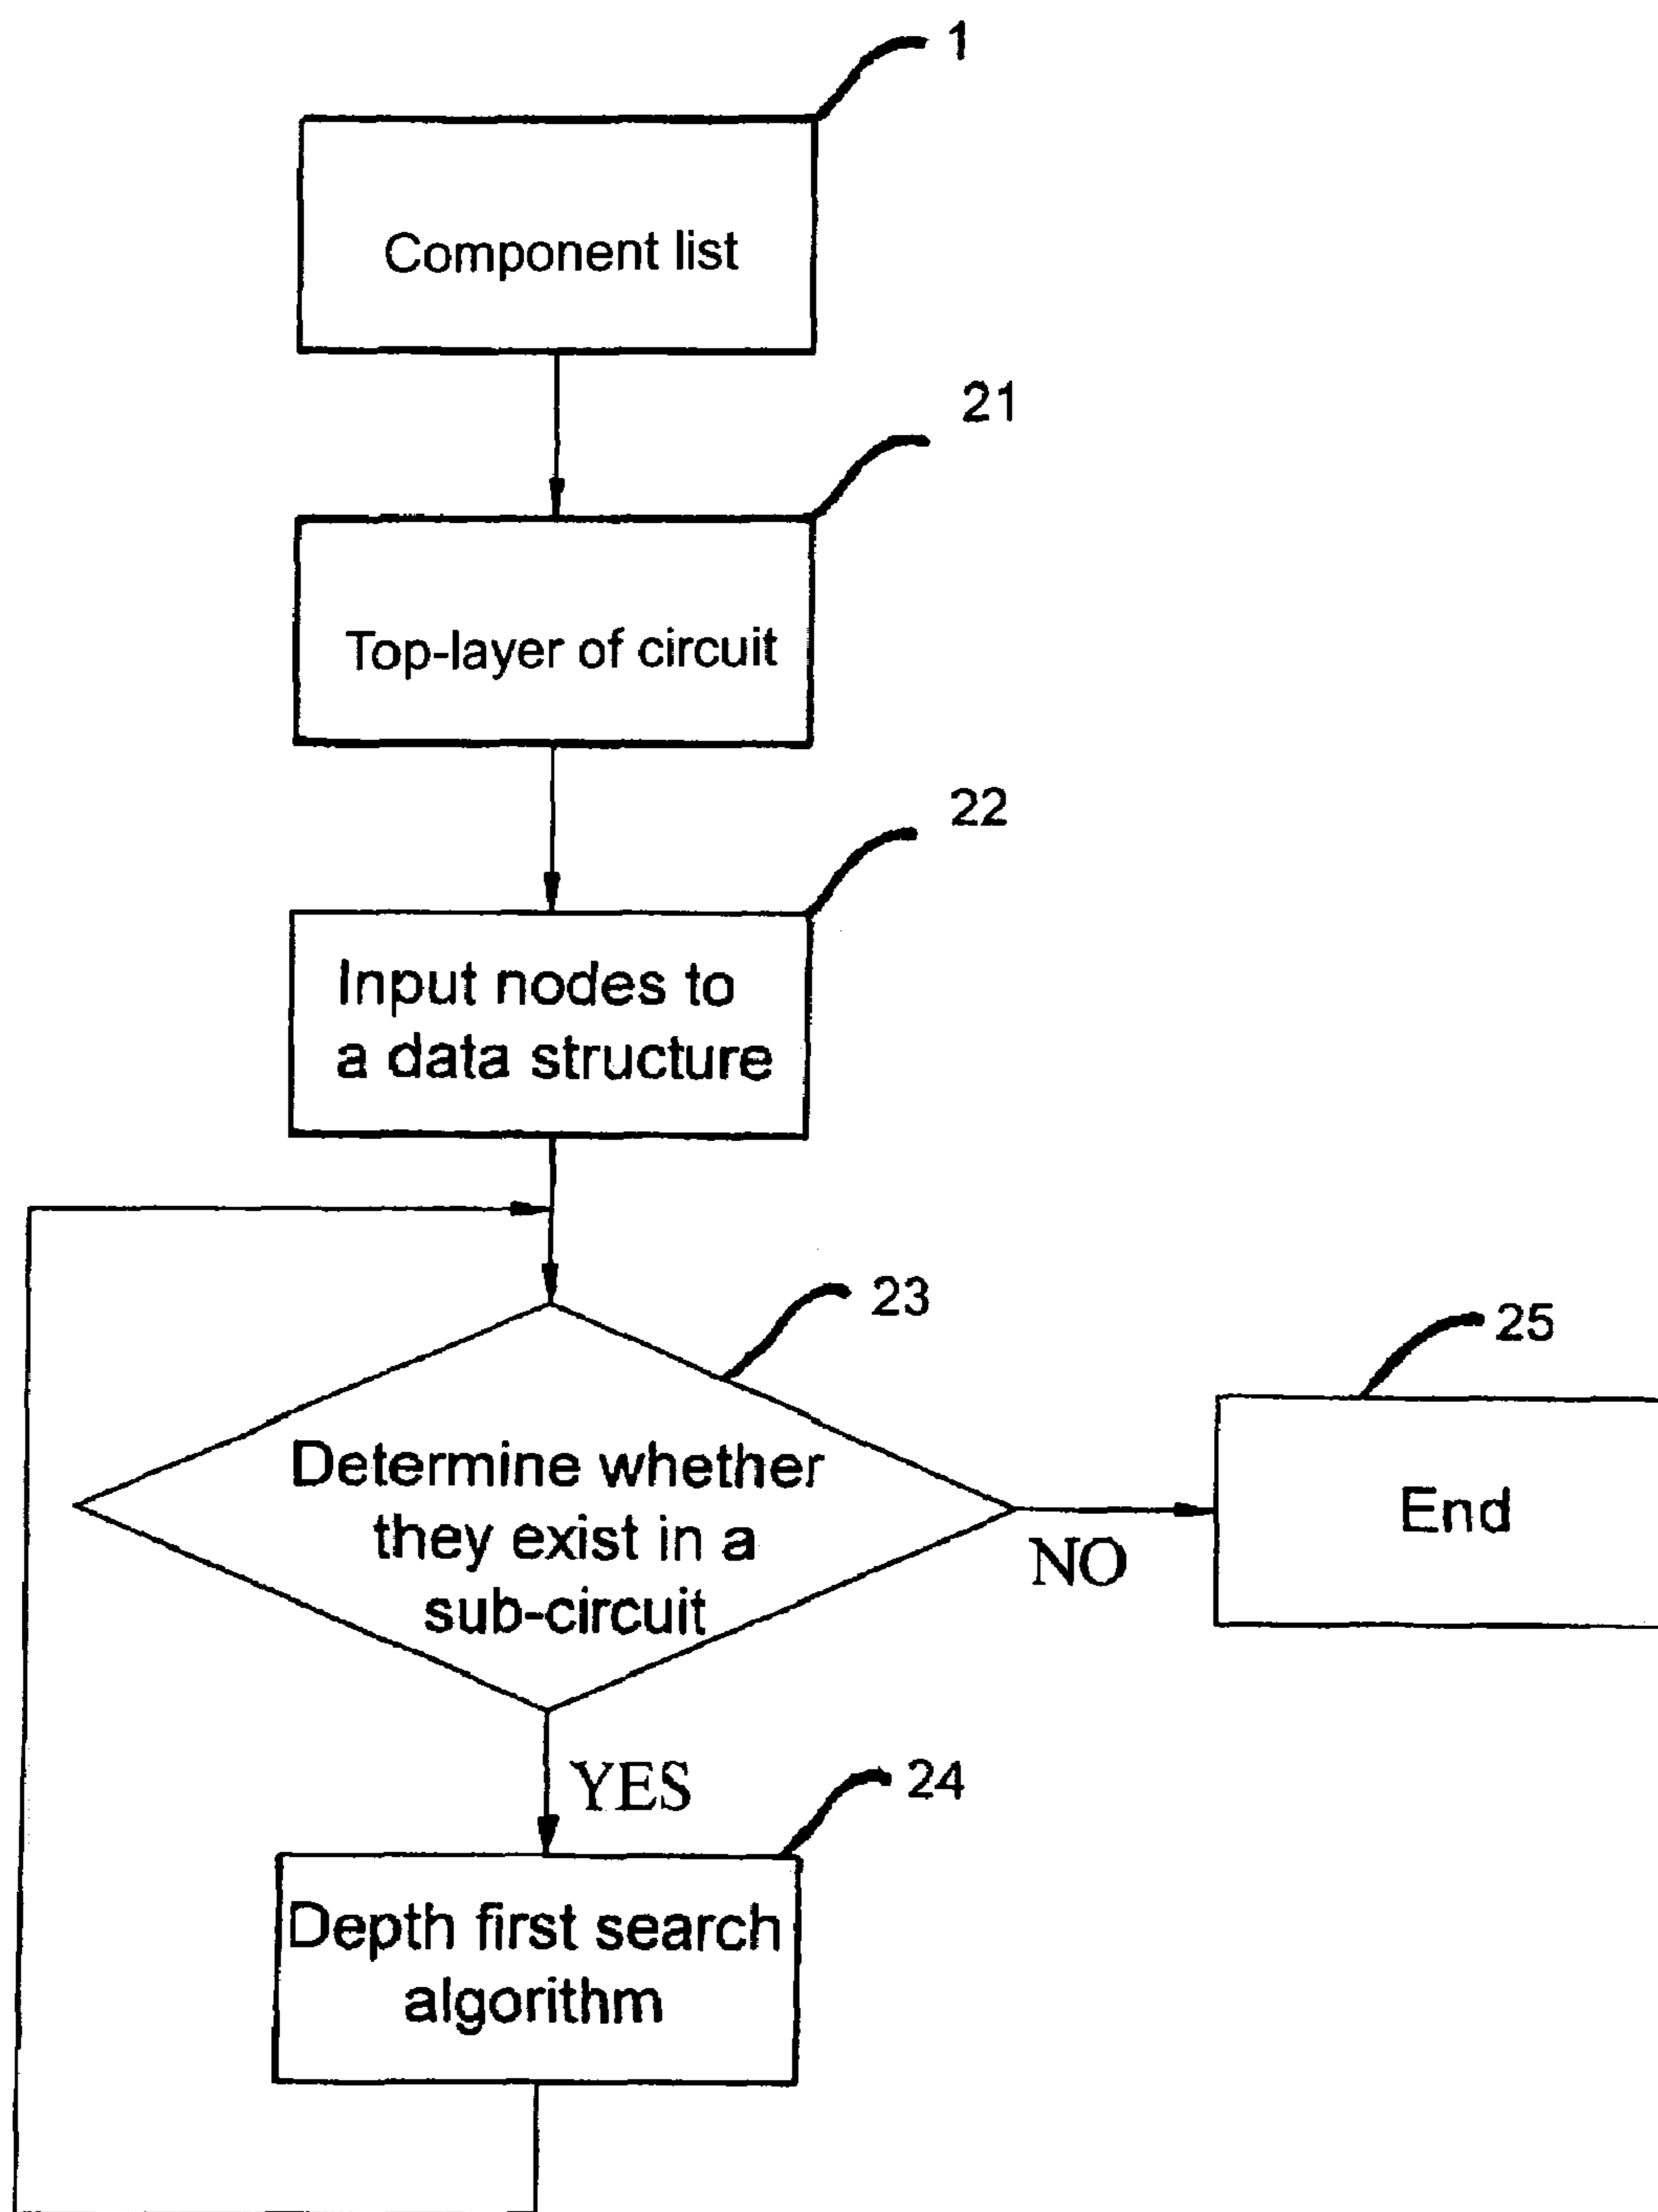 1
Component list
21
Top-layer of circuit
22
Input nodes to
a data structure
23
Determine whether
they exist in a
sub-circuit
25
End
NO
YES
24
Depth first search
algorithm